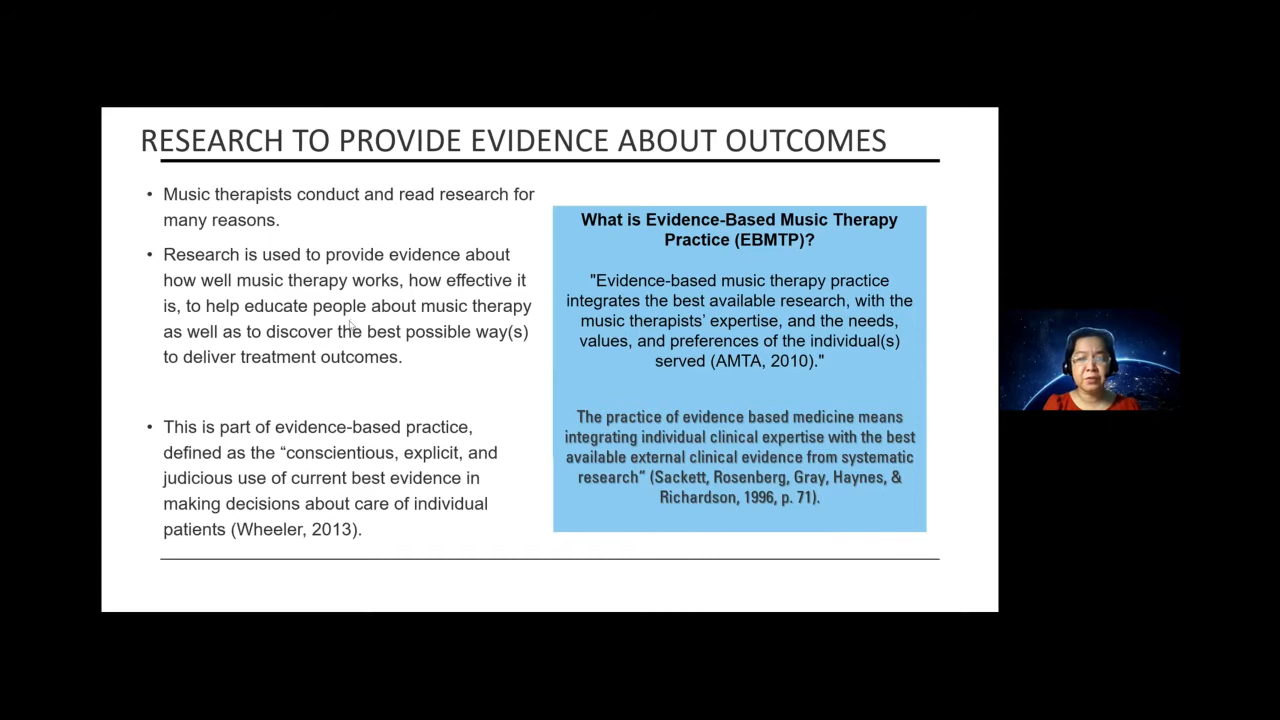 RESEARCH TO PROVIDE EVIDENCE ABOUT OUTCOMES
• Music therapists conduct and read research for
many reasons.
• Research is used to provide evidence about
how well music therapy works, how effective it
is, to help educate people about music therapy
as well as to discover the best possible way(s)
to deliver treatment outcomes.
• This is part of evidence-based practice,
defined as the “conscientious, explicit, and
judicious use of current best evidence in
making decisions about care of individual
patients (Wheeler, 2013).
What is Evidence-Based Music Therapy
Practice (EBMTP)?
"Evidence-based music therapy practice
integrates the best available research, with the
music therapists’ expertise, and the needs,
values, and preferences of the individual(s)
served (AMTA, 2010)."
The practice of evidence based medicine means
integrating individual clinical expertise with the best
available external clinical evidence from systematic
research” (Sackett, Rosenberg, Gray, Haynes, &
Richardson, 1996, p. 71).